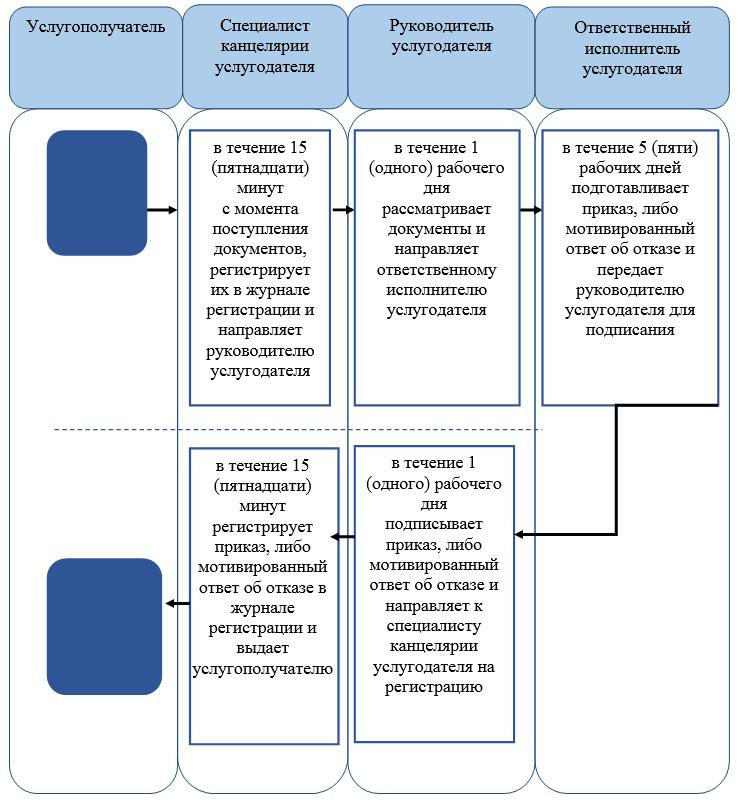 Услугополучатель
Специалист
канцелярии
услугодателя
Руководитель
услугодателя
Ответственный
исполнитель
услугодателя
в течение 15
(пятнадцати)
минут
с момента
поступления
документов,
регистрирует
их в журнале
регистрации и
направляет
руководителю
услугодателя
в течение 1
(одного) рабочего
дня
рассматривает
документы и
направляет
ответственному
исполнителю
услугодателя
в течение 5 (пяти)
рабочих дней
подготавливает
приказ, либо
мотивированный
ответ об отказе и
передает
руководителю
услугодателя для
подписания
в течение 15
(пятнадцати)
минут
регистрирует
приказ, либо
мотивированный
ответ об отказе в
журнале
регистрации и
выдает
услугополучателю
в течение 1
(одного) рабочего
дня
подписывает
приказ, либо
мотивированный
ответ об отказе и
направляет к
специалисту
канцелярии
услугодателя на
регистрацию